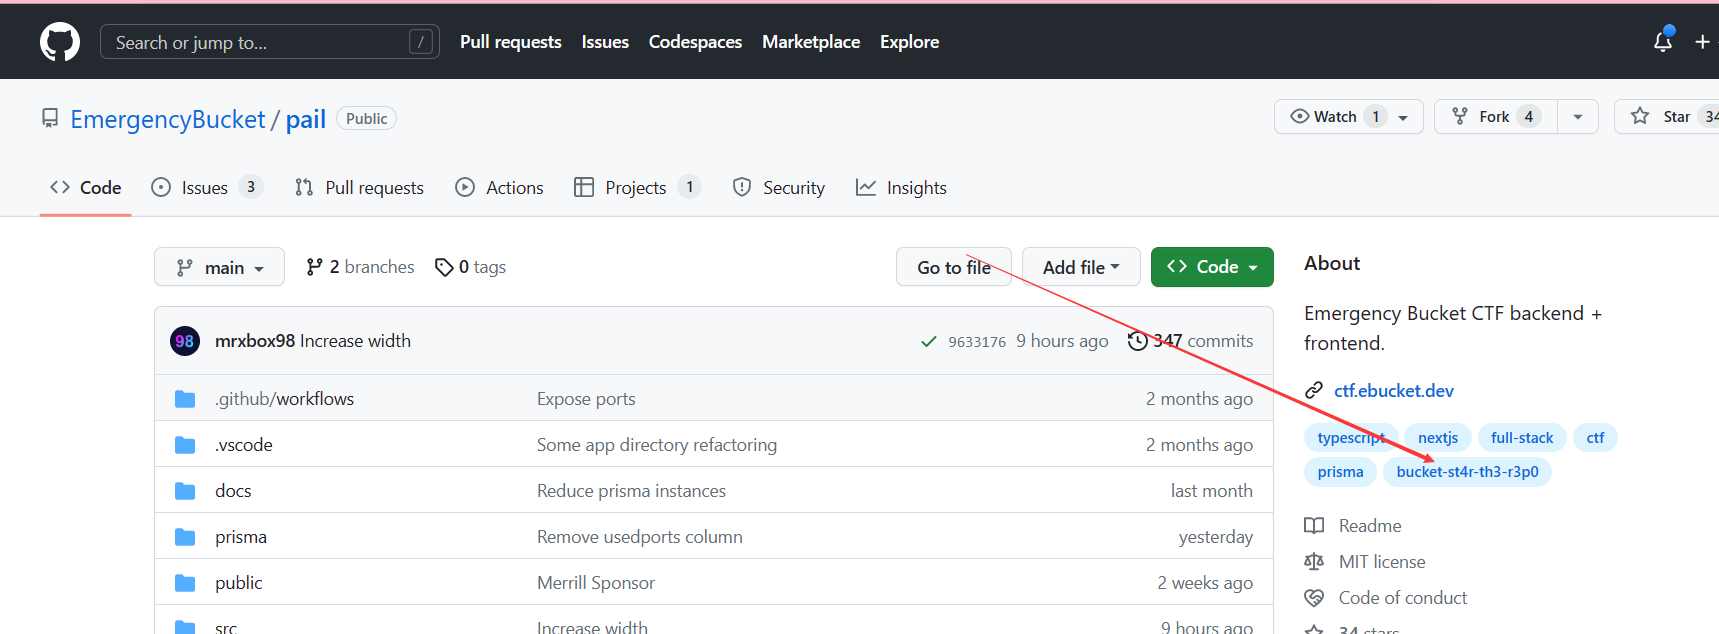 Search or jump to... /
Pull requests Issues Codespaces Marketplace Explore
EmergencyBucket / pail Public
Watch 1 Fork 4 Star 34
Code Issues 3 Pull requests Actions Projects 1 Security Insights
main 2 branches 0 tags Go to file Add file Code
98 mrxbox98 Increase width 9633176 9 hours ago 347 commits
.github/workflows Expose ports 2 months ago
.vscode Some app directory refactoring 2 months ago
docs Reduce prisma instances last month
prisma Remove usedports column yesterday
public Merrill Sponsor 2 weeks ago
src Increase width 9 hours ago
About
Emergency Bucket CTF backend +
frontend.
ctf.ebucket.dev
typescript nextjs full-stack ctf
prisma bucket-st4r-th3-r3p0
Readme
MIT license
Code of conduct
34 stars